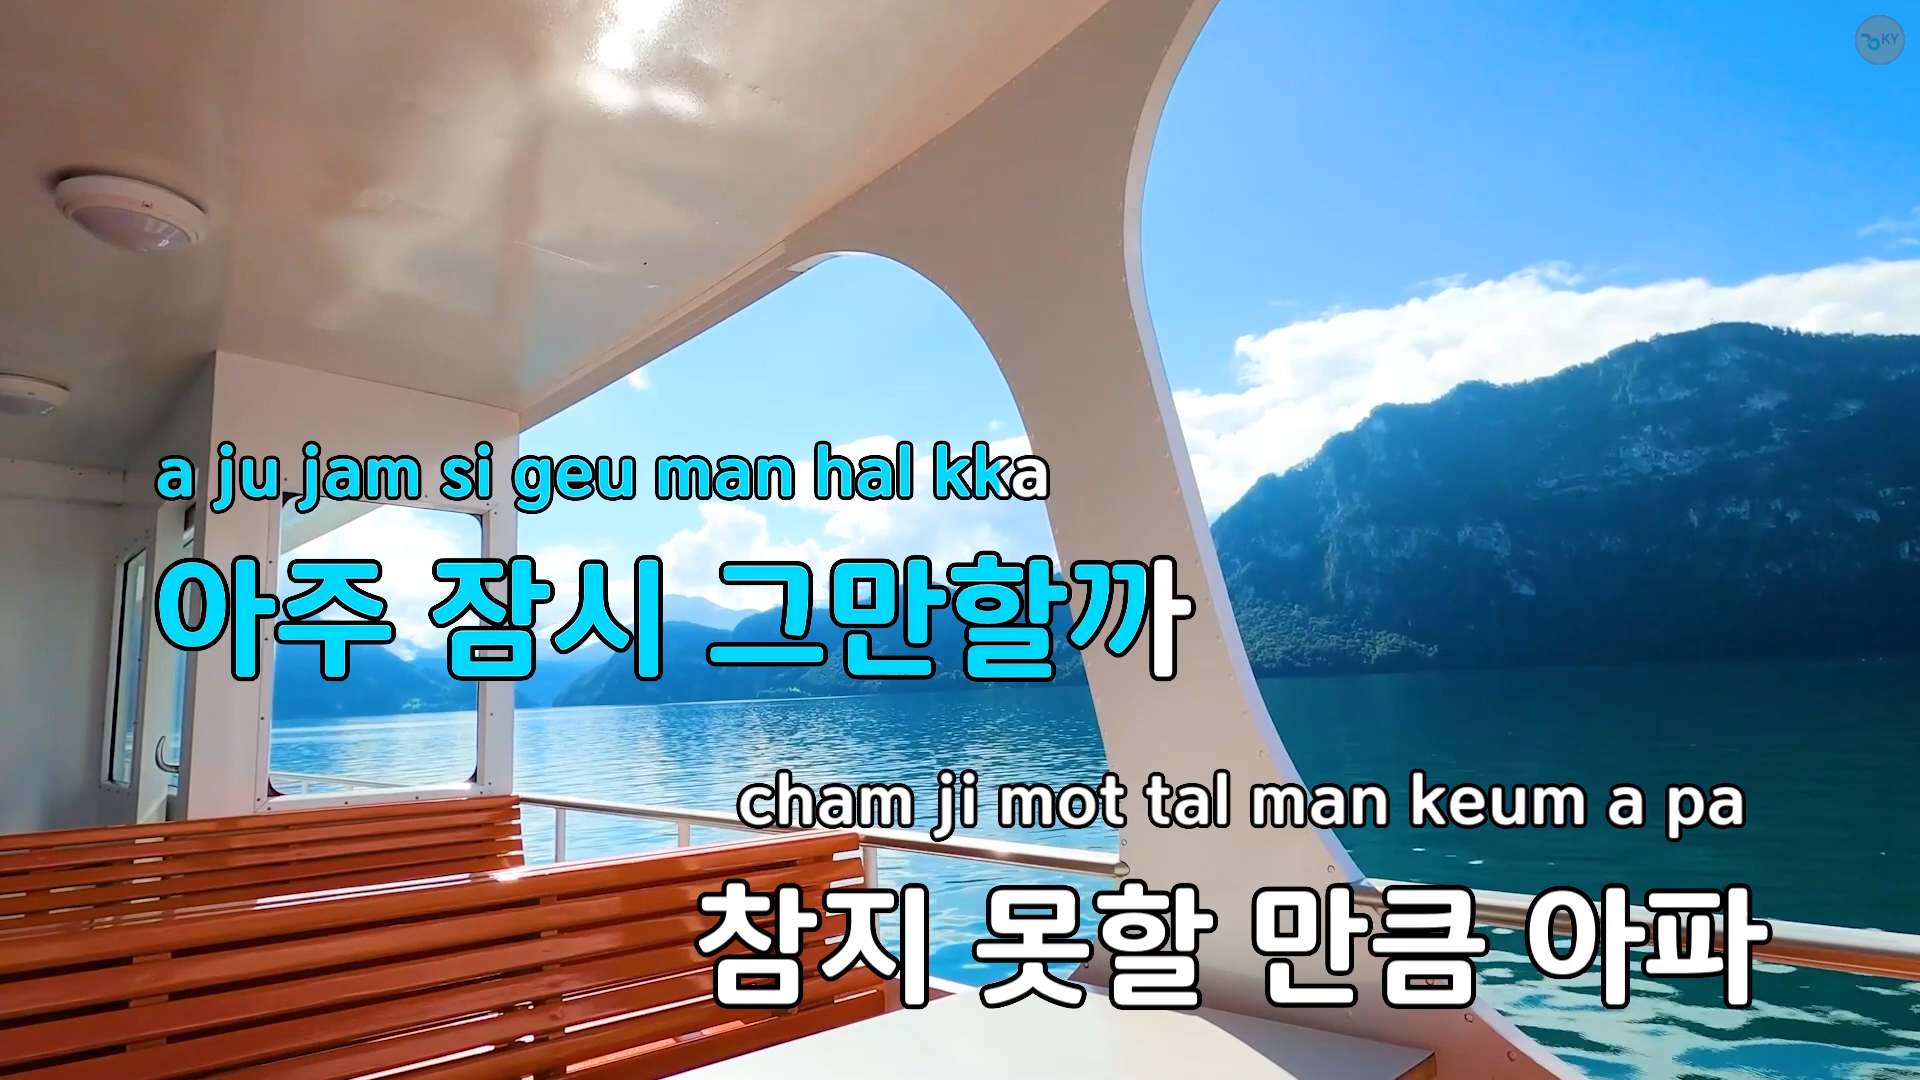 KY
a ju jam si geu man hal kka
아주 잠시 그만할까
cham ji mot tal man keum a pa
참지 못할 만큼 아파